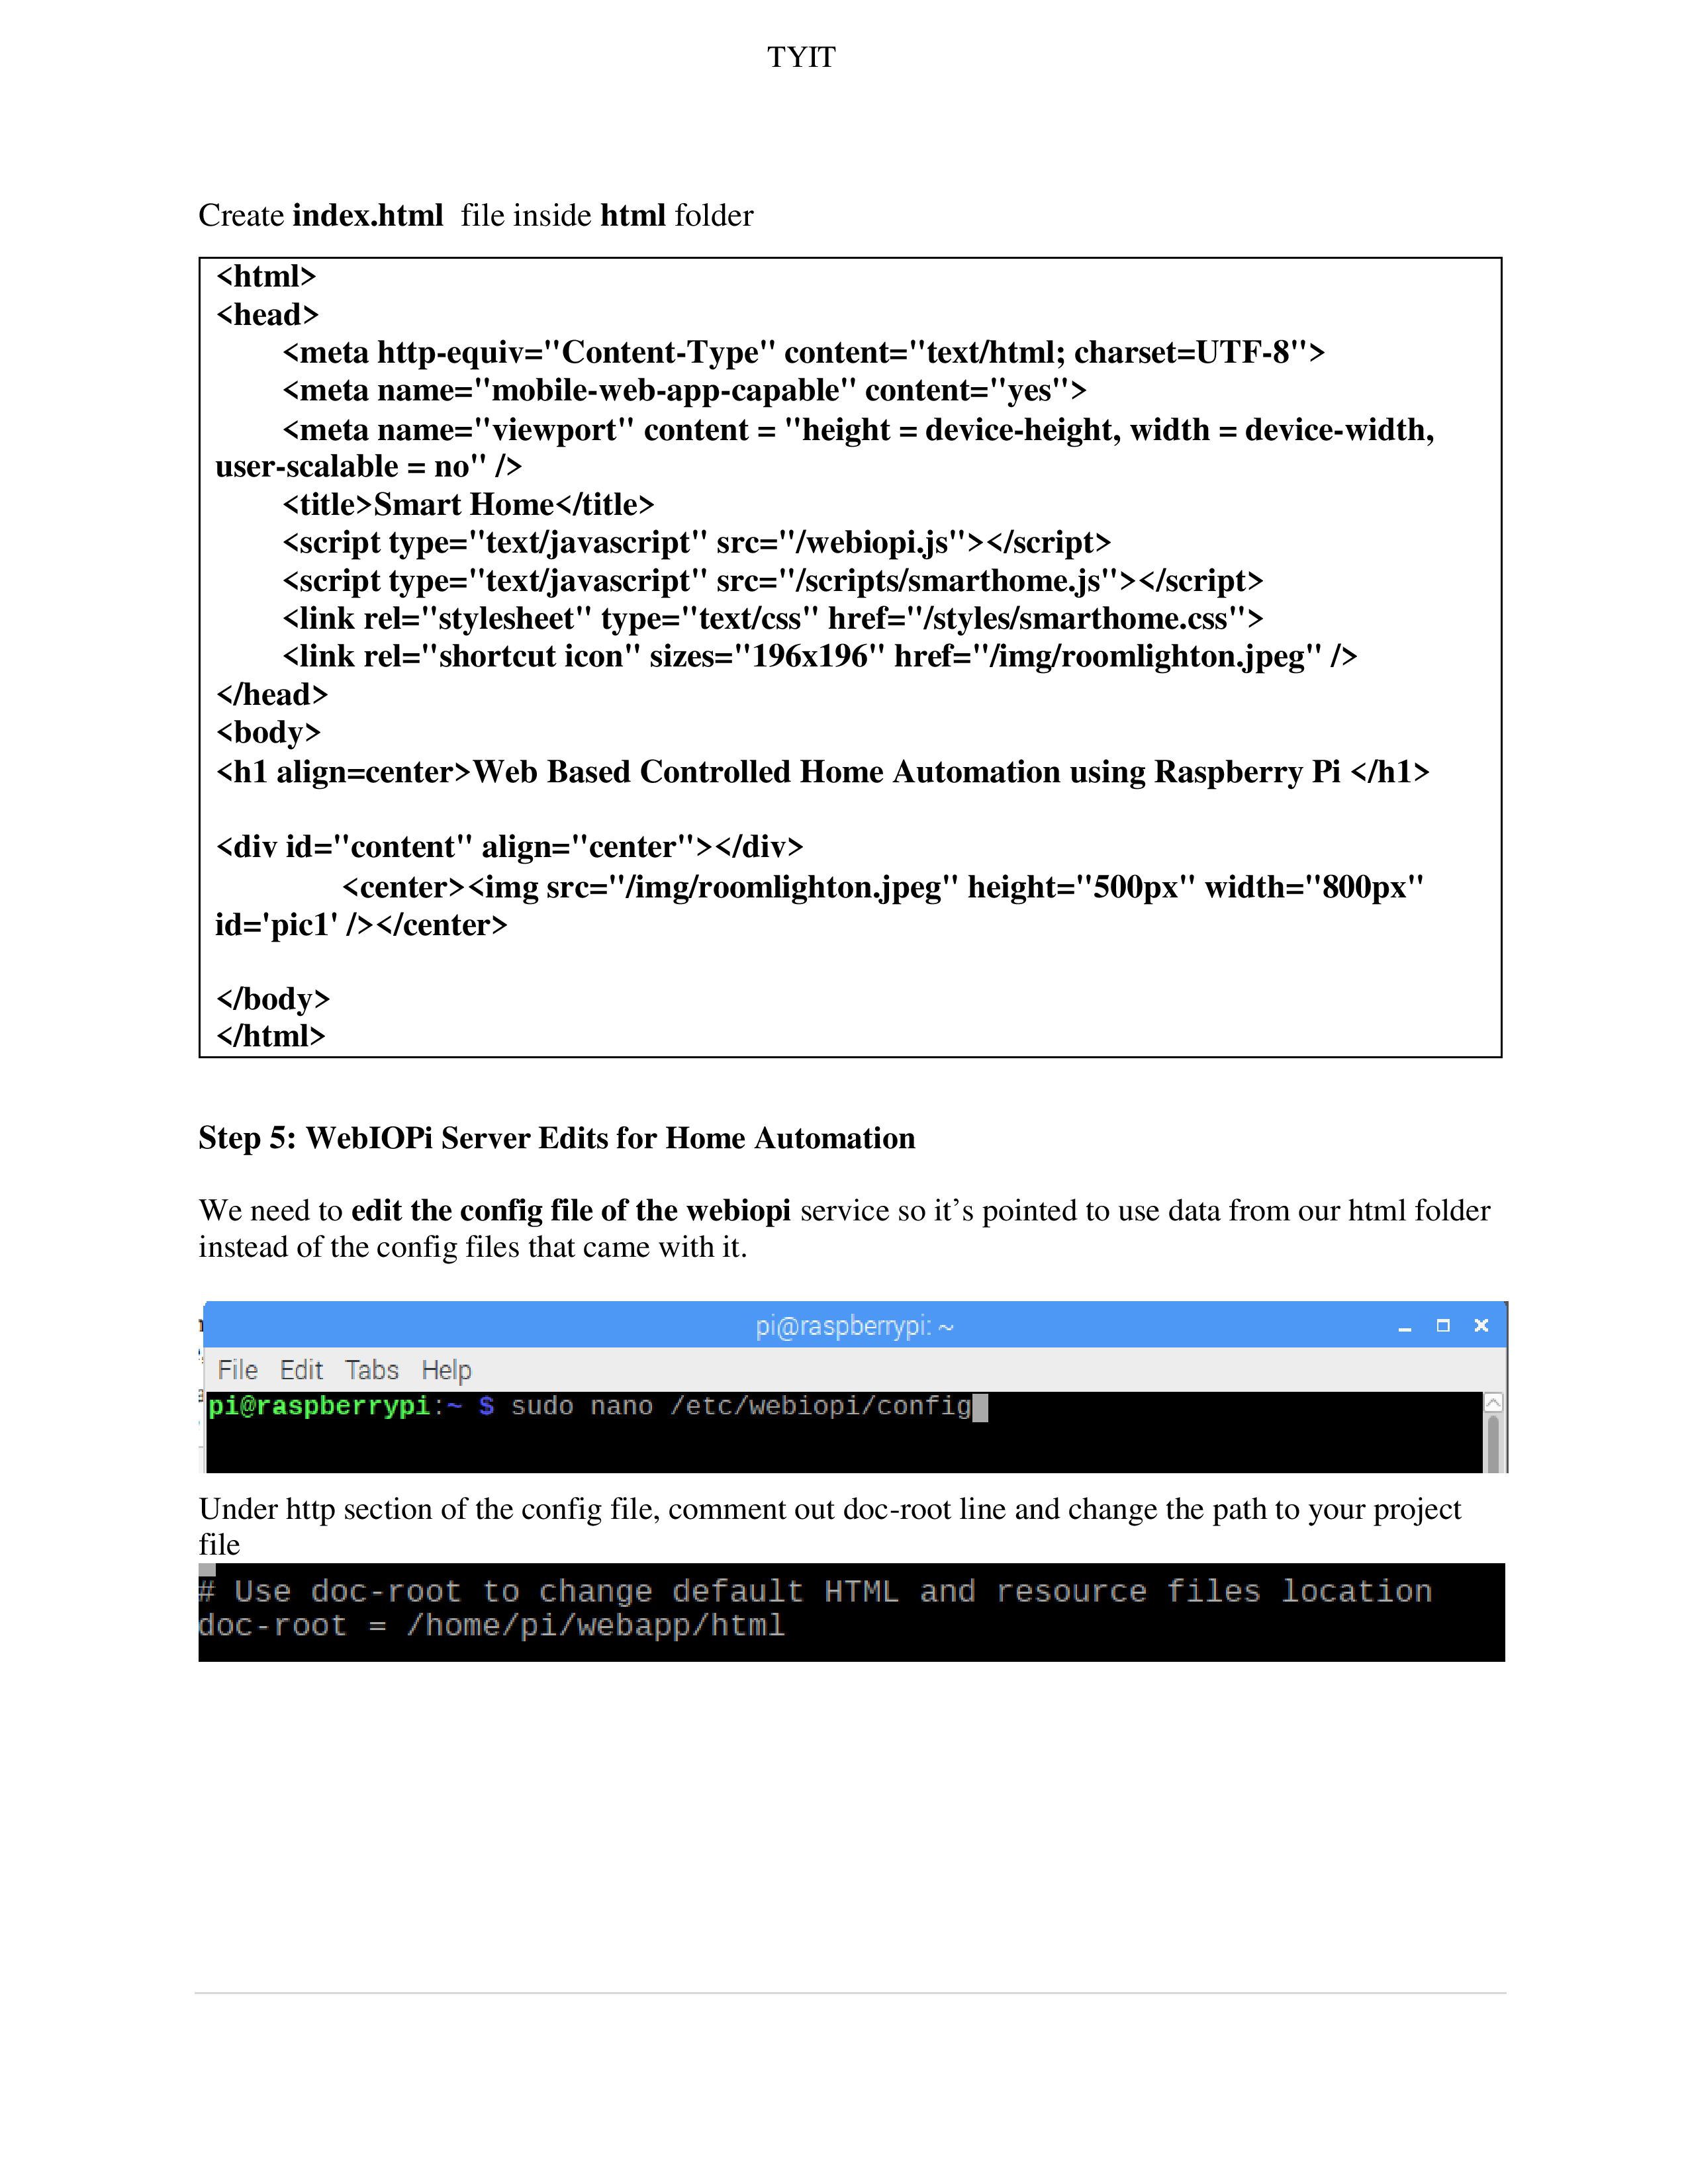 TYIT
Create index.html  file inside html folder
<html>
<head>
<meta http-equiv="Content-Type" content="text/html; charset=UTF-8">
<meta name="mobile-web-app-capable" content="yes">
<meta name="viewport" content = "height = device-height, width = device-width,
user-scalable = no" />
<title>Smart Home</title>
<script type="text/javascript" src="/webiopi.js"></script>
<script type="text/javascript" src="/scripts/smarthome.js"></script>
<link rel="stylesheet" type="text/css" href="/styles/smarthome.css">
<link rel="shortcut icon" sizes="196x196" href="/img/roomlighton.jpeg" />
</head>
<body>
<h1 align=center>Web Based Controlled Home Automation using Raspberry Pi </h1>
<div id="content" align="center"></div>
<center><img src="/img/roomlighton.jpeg" height="500px" width="800px"
id='pic1' /></center>
</body>
</html>
Step 5: WebIOPi Server Edits for Home Automation
We need to edit the config file of the webiopi service so it’s pointed to use data from our html folder
instead of the config files that came with it.
pi@raspberrypi: ~
File Edit Tabs Help
pi@raspberrypi:~ $ sudo nano /etc/webiopi/config
Under http section of the config file, comment out doc-root line and change the path to your project
file
# Use doc-root to change default HTML and resource files location
doc-root = /home/pi/webapp/html